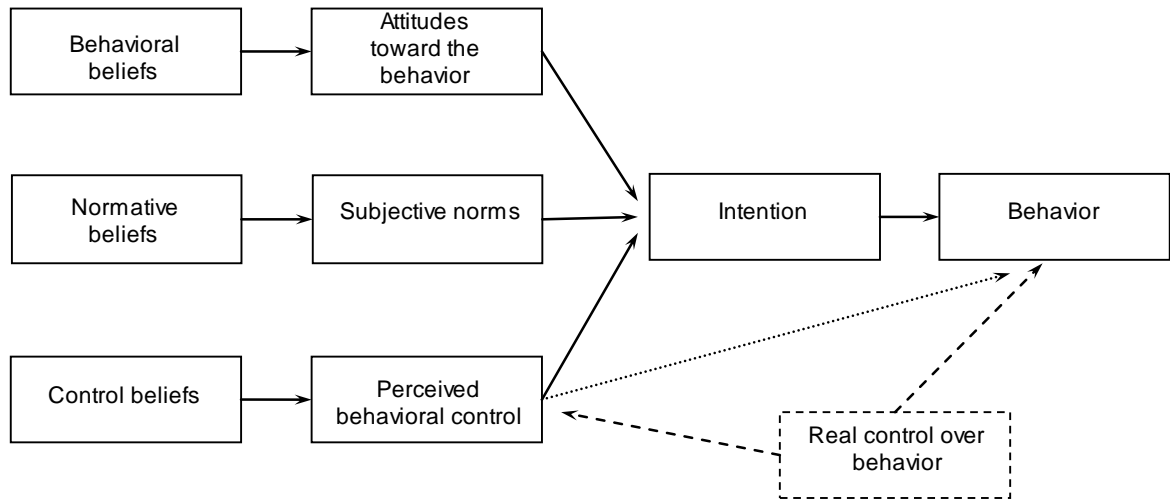 Behavioral
beliefs
Attitudes
toward the
behavior
Normative
beliefs
Subjective norms
Intention
Behavior
Control beliefs
Perceived
behavioral control
Real control over
behavior